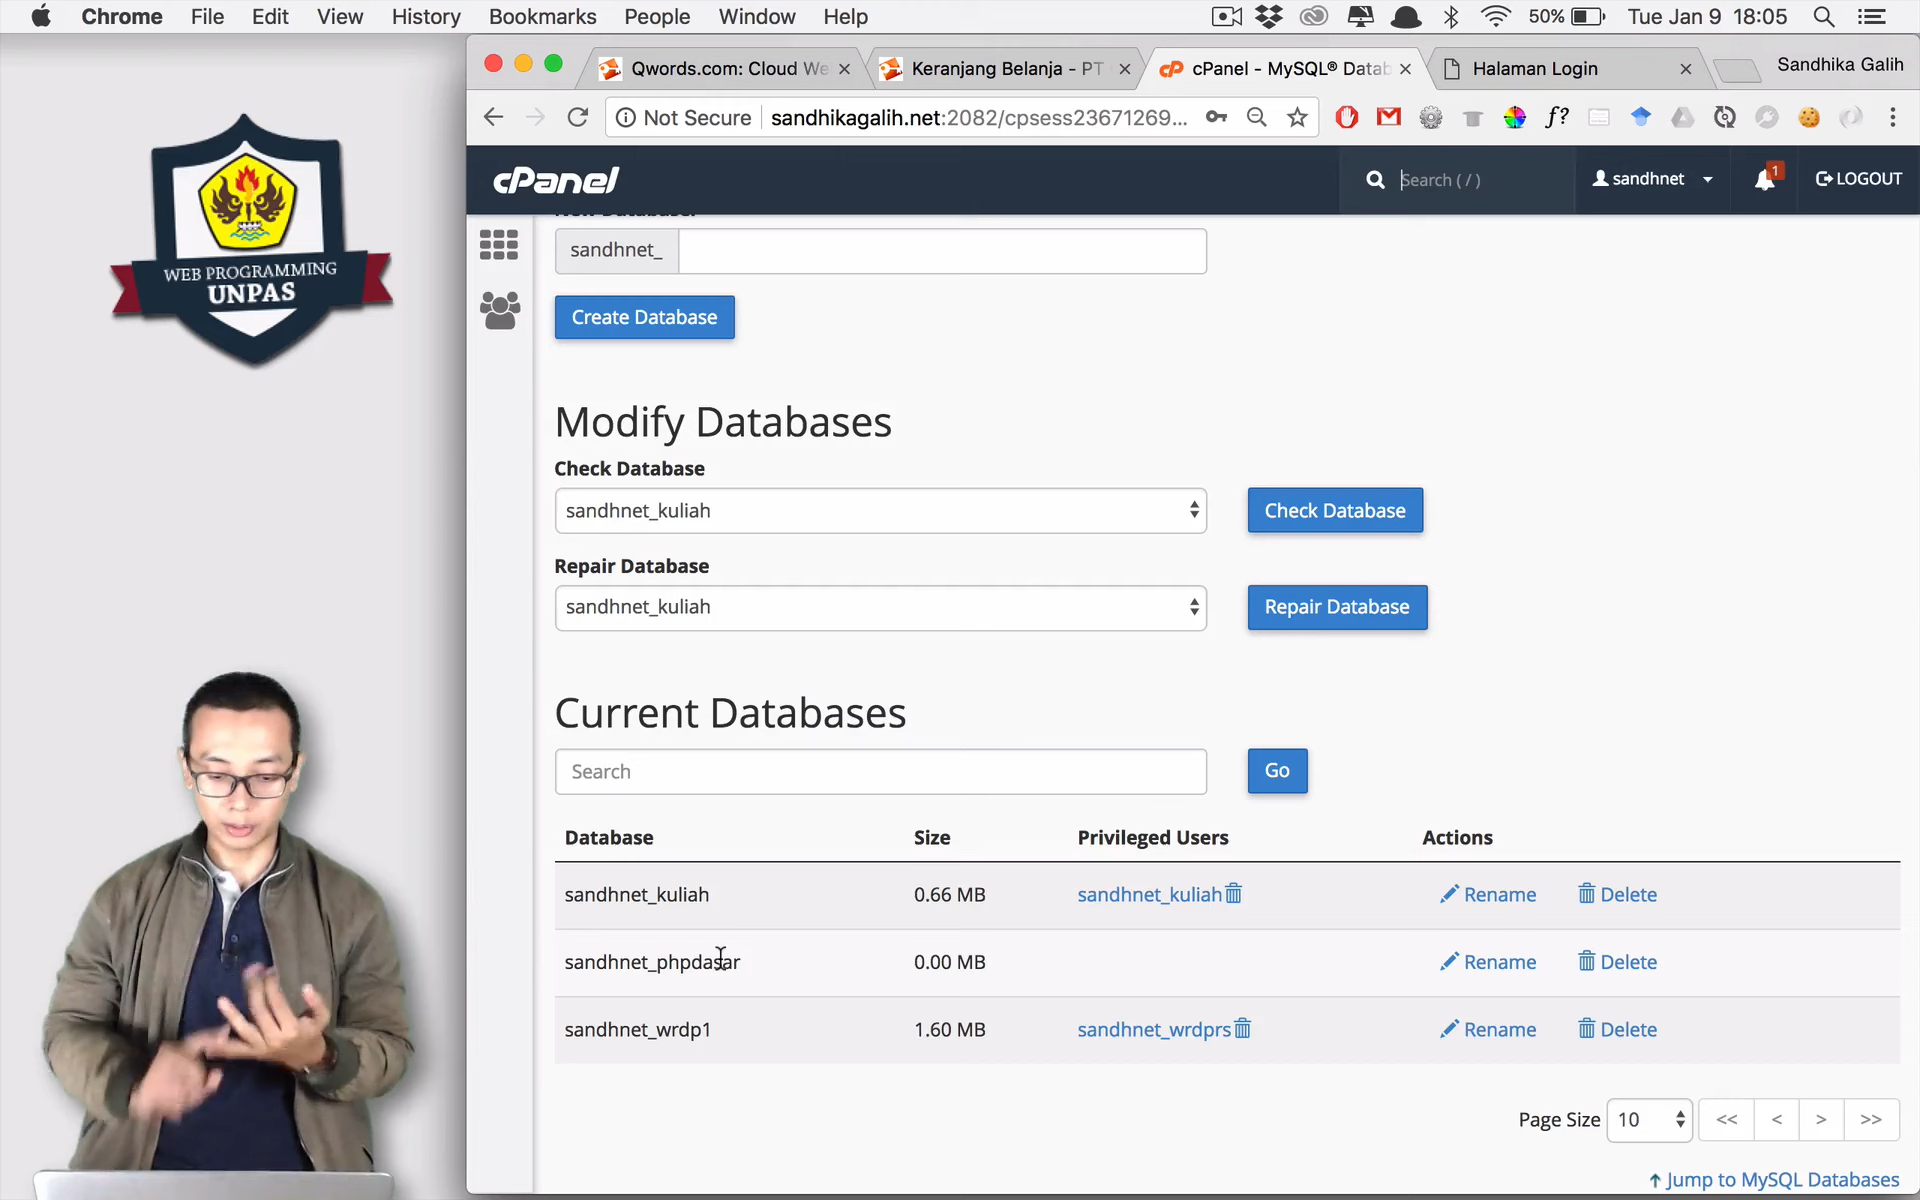 Chrome File Edit View History Bookmarks People Window Help 50% Tue Jan 9 18:05
Qwords.com: Cloud We Keranjang Belanja - PT cPanel - MySQL® Datab Halaman Login Sandhika Galih
Not Secure sandhikagalih.net:2082/cpsess23671269... f?
cPanel Search ( / ) sandhnet 1 LOGOUT
sandhnet_
Create Database
WEB PROGRAMMING
UNPAS
Modify Databases
Check Database
sandhnet_kuliah Check Database
Repair Database
sandhnet_kuliah Repair Database
Current Databases
Search Go
Database Size Privileged Users Actions
sandhnet_kuliah 0.66 MB sandhnet_kuliah Rename Delete
sandhnet_phpdasar 0.00 MB Rename Delete
sandhnet_wrdp1 1.60 MB sandhnet_wrdprs Rename Delete
Page Size 10 << < > >>
Jump to MySQL Databases